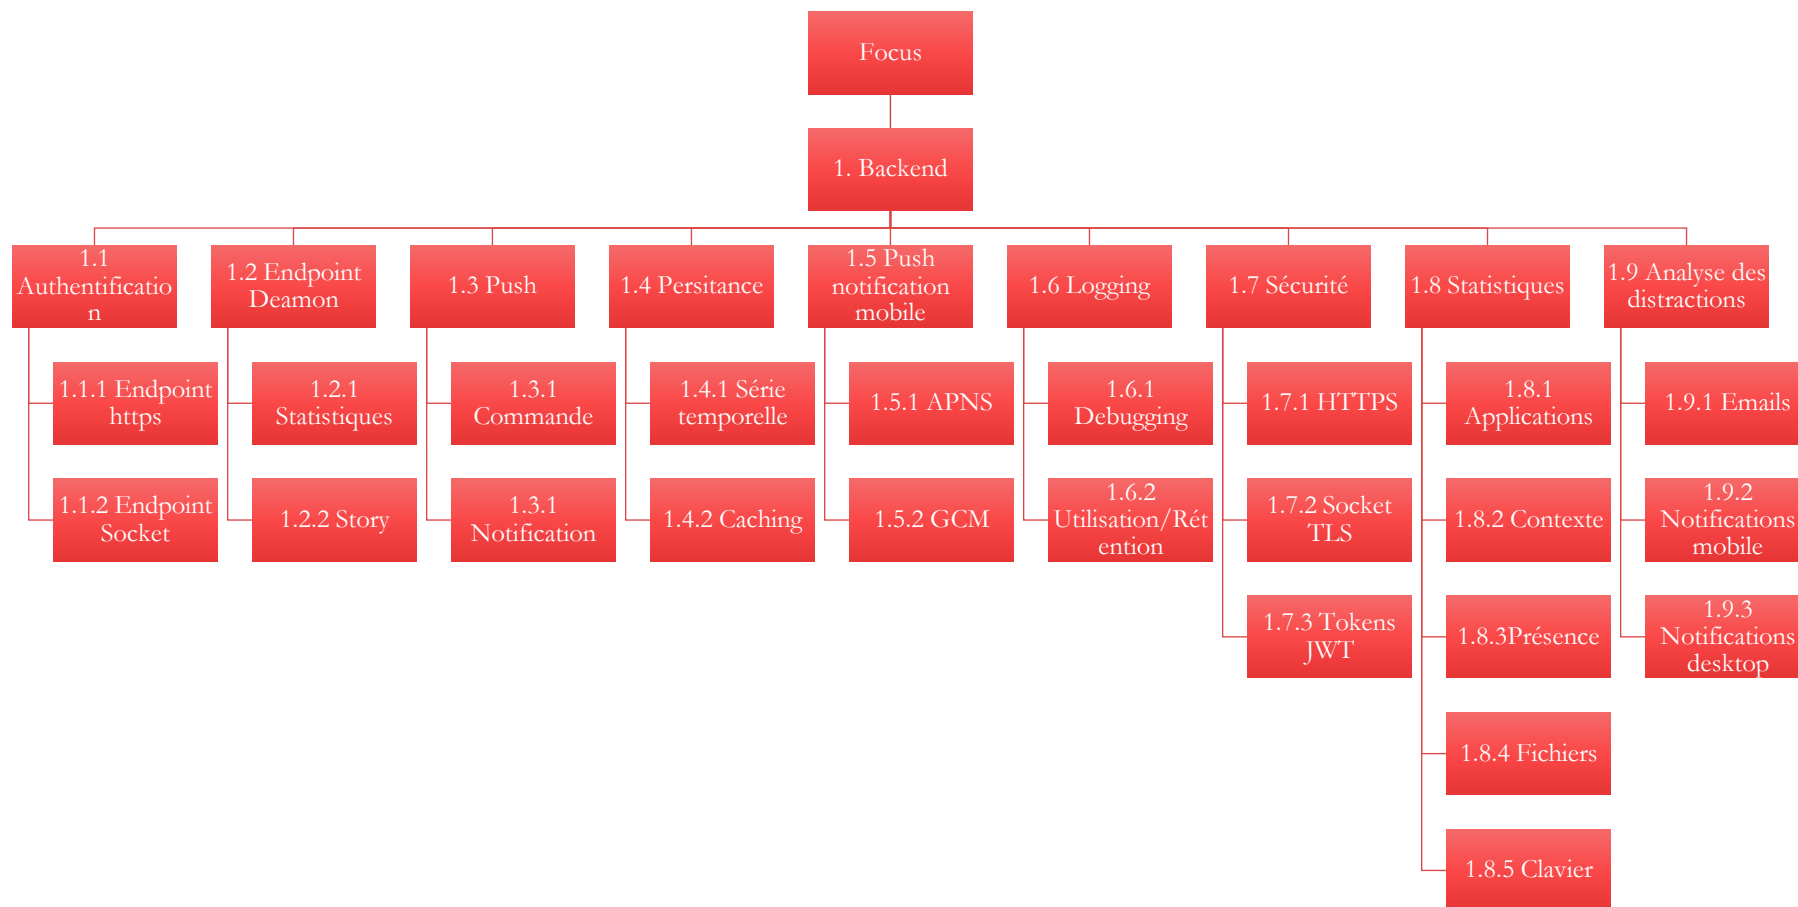 Focus
1. Backend
1.1
Authentificatio
n
1.2 Endpoint
Deamon
1.3 Push
1.4 Persitance
1.5 Push
notification
mobile
1.6 Logging
1.7 Sécurité
1.8 Statistiques
1.9 Analyse des
distractions
1.1.1 Endpoint
https
1.2.1
Statistiques
1.3.1
Commande
1.4.1 Série
temporelle
1.5.1 APNS
1.6.1
Debugging
1.7.1 HTTPS
1.8.1
Applications
1.9.1 Emails
1.1.2 Endpoint
Socket
1.2.2 Story
1.3.1
Notification
1.4.2 Caching
1.5.2 GCM
1.6.2
Utilisation/Rét
ention
1.7.2 Socket
TLS
1.8.2 Contexte
1.9.2
Notifications
mobile
1.7.3 Tokens
JWT
1.8.3Présence
1.9.3
Notifications
desktop
1.8.4 Fichiers
1.8.5 Clavier